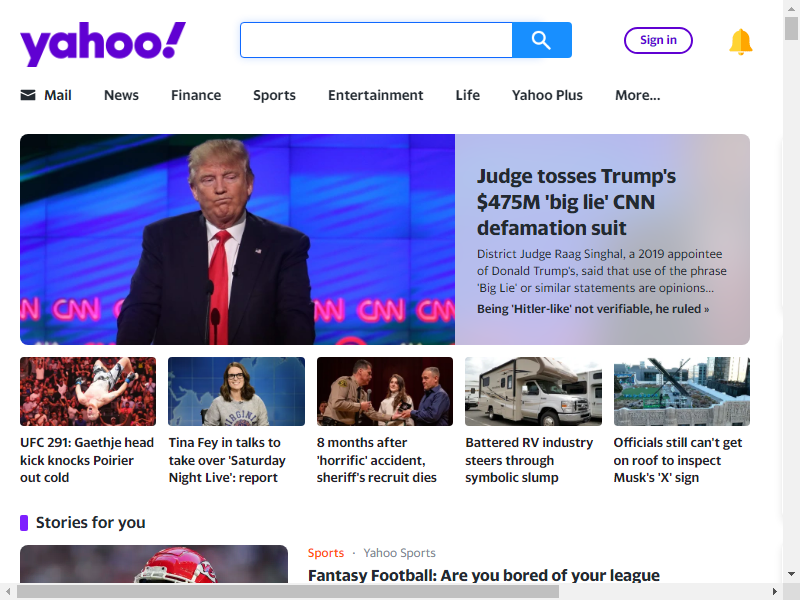 yahoo!
Sign in
Mail News Finance Sports Entertainment Life Yahoo Plus More...
CNN CNN CNN
Judge tosses Trump's
$475M 'big lie' CNN
defamation suit
District Judge Raag Singhal, a 2019 appointee
of Donald Trump's, said that use of the phrase
'Big Lie' or similar statements are opinions...
Being 'Hitler-like' not verifiable, he ruled »
UFC 291: Gaethje head
kick knocks Poirier
out cold
Tina Fey in talks to
take over 'Saturday
Night Live': report
8 months after
'horrific' accident,
sheriff's recruit dies
Battered RV industry
steers through
symbolic slump
Officials still can't get
on roof to inspect
Musk's 'X' sign
Stories for you
Sports · Yahoo Sports
Fantasy Football: Are you bored of your league